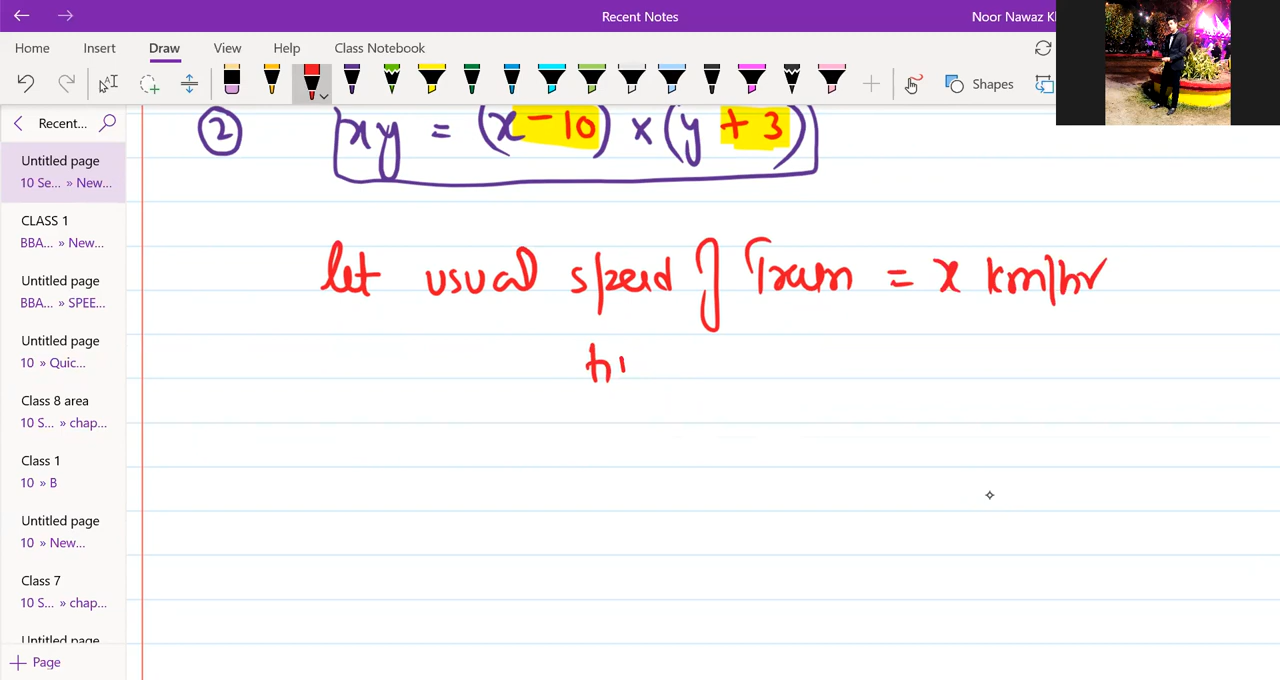 Recent Notes
Noor Nawaz Kh
Home Insert Draw View Help Class Notebook
Shapes
Recent...
Untitled page
10 Se... » New...
CLASS 1
BBA... » New...
Untitled page
BBA... » SPEE...
Untitled page
10 » Quic...
Class 8 area
10 S... » chap...
Class 1
10 » B
Untitled page
10 » New...
Class 7
10 S... » chap...
Untitled page
Page
② xy = (x - 10) × (y + 3)
let usual speed of Train = x km/hr